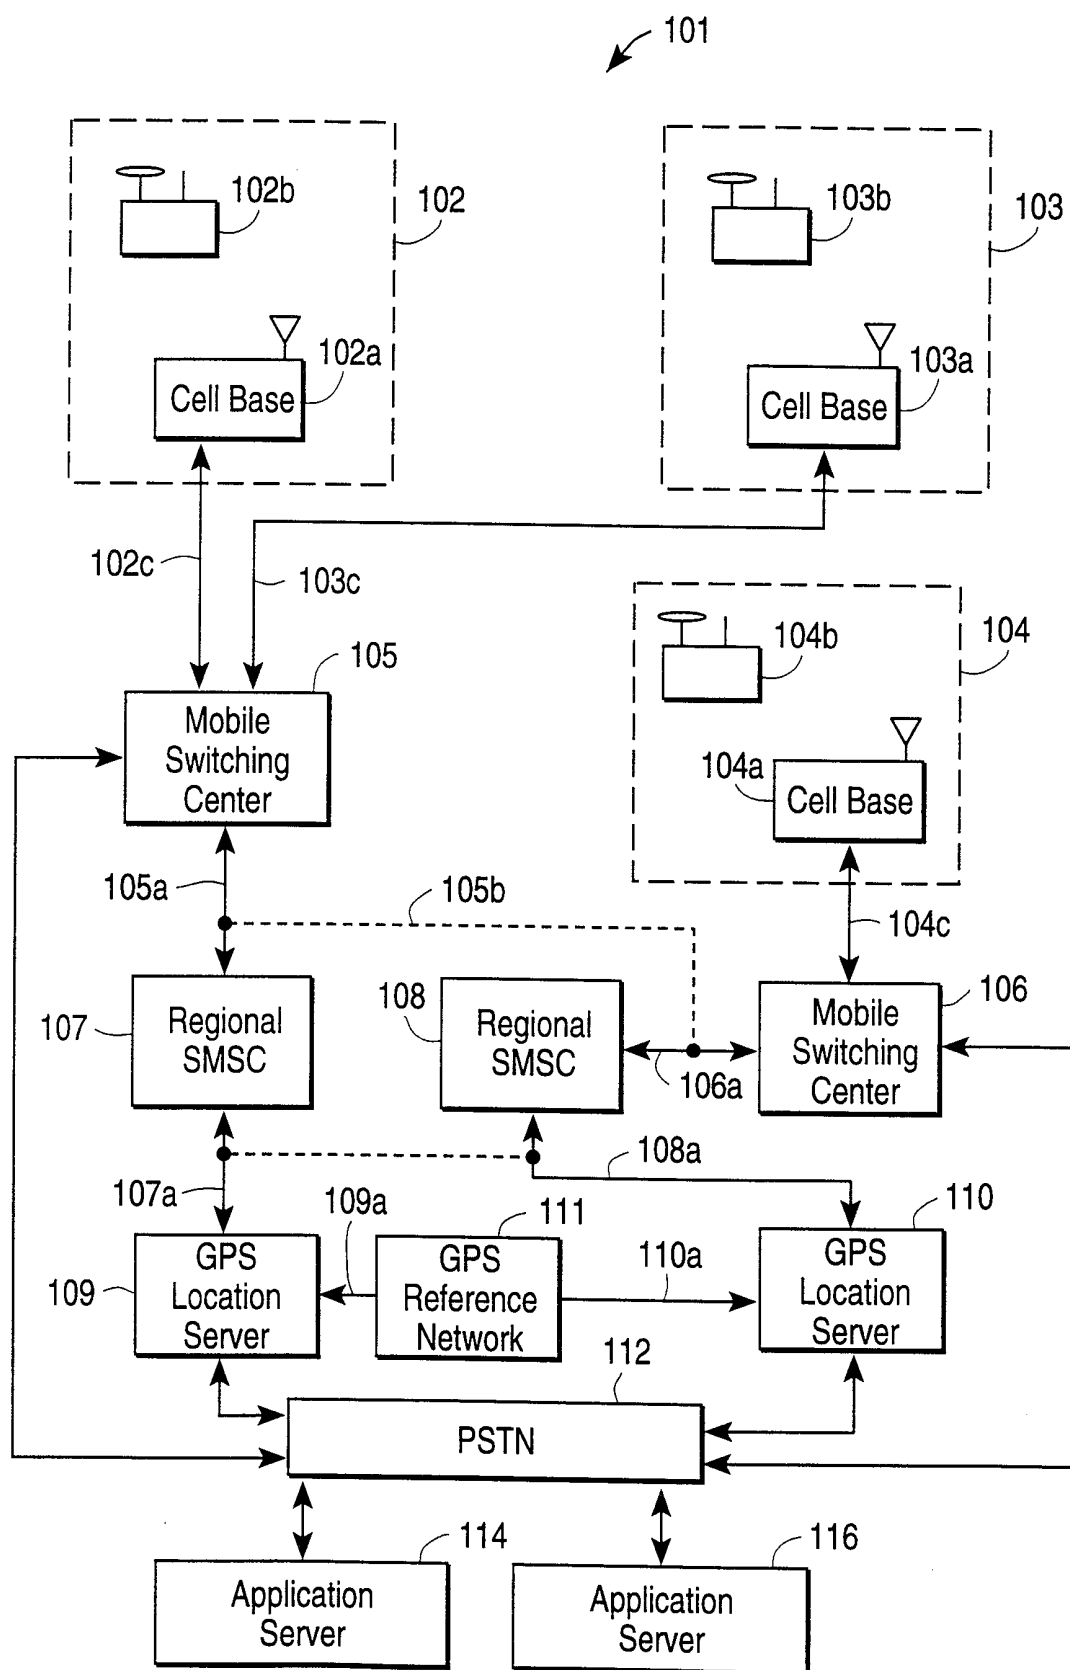 101
102b
102
103b
103
102a
Cell Base
103a
Cell Base
102c
103c
104b
104
105
Mobile
Switching
Center
104a
Cell Base
105a
105b
104c
107
Regional
SMSC
108
Regional
SMSC
106a
106
Mobile
Switching
Center
107a
108a
109a
111
110a
110
109
GPS
Location
Server
GPS
Reference
Network
GPS
Location
Server
112
PSTN
114
116
Application
Server
Application
Server